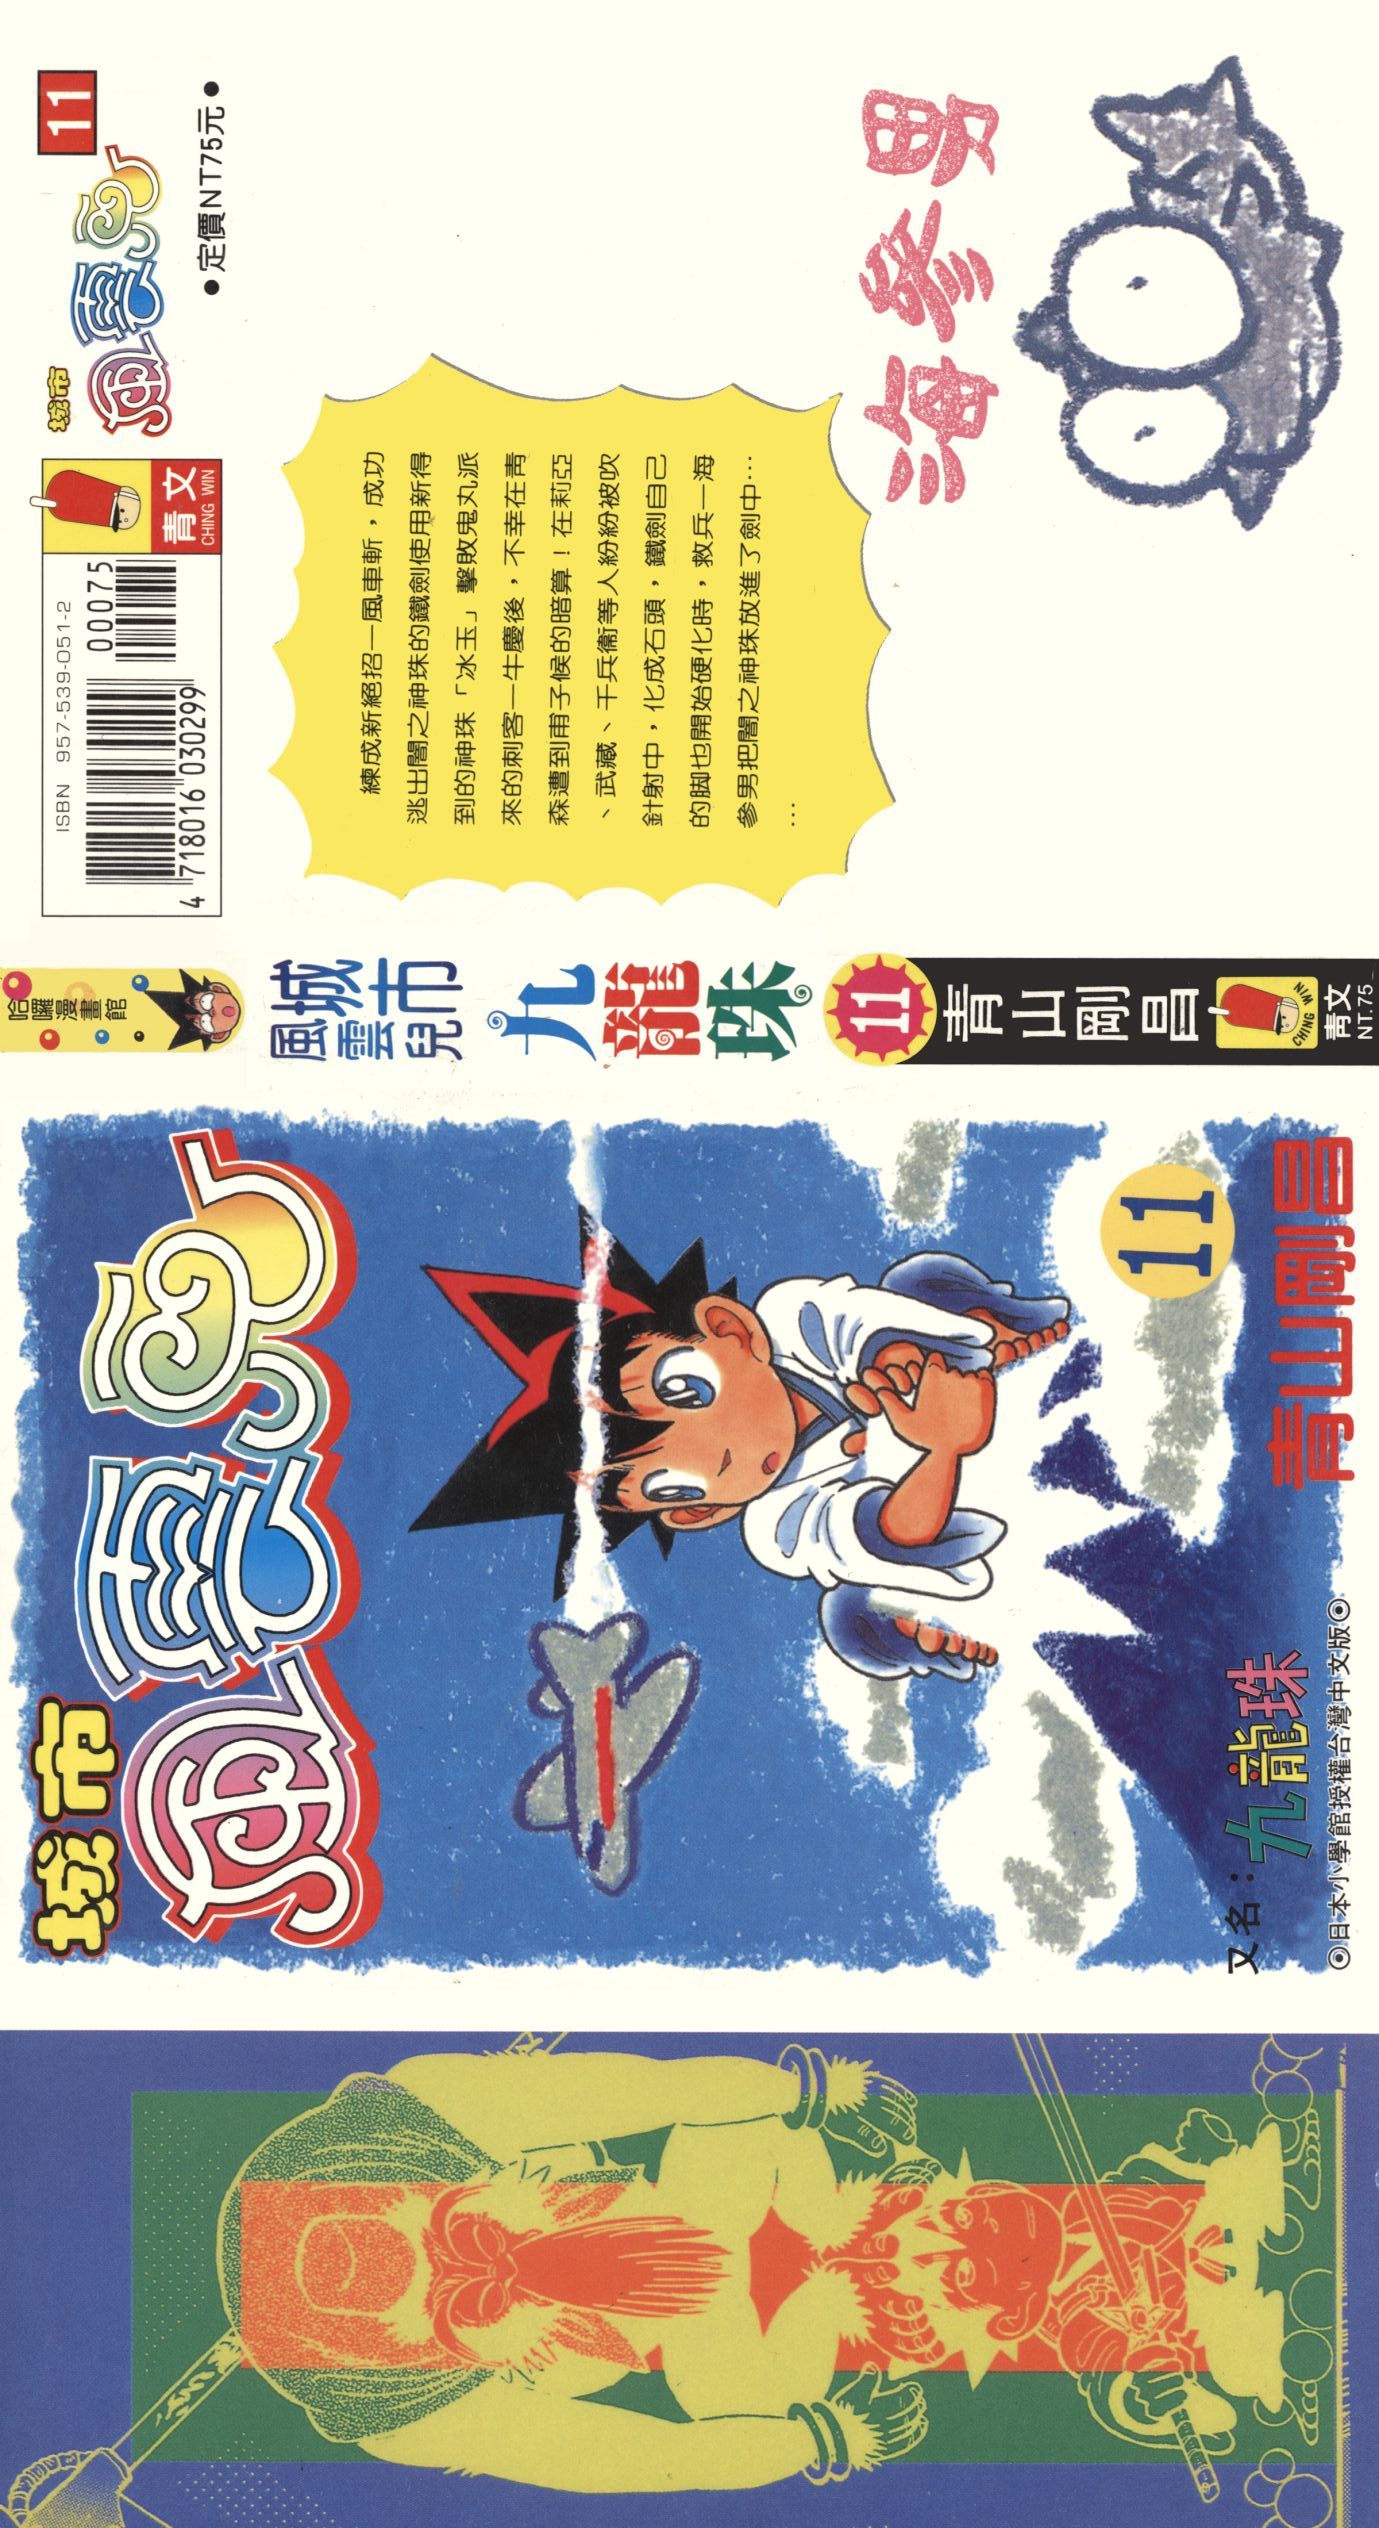 11
城市
風雲兒
●定價NT75元●
青文
CHING WIN
ISBN 957-539-051-2
00075
4 718016 030299
練成新絕招一風車斬，成功
逃出闇之神珠的鐵劍使用新得
到的神珠「冰玉」擊敗鬼丸派
來的刺客一牛慶後，不幸在青
森遭到甫子候的暗算！在莉亞
、武藏、干兵衞等人紛紛被吹
針射中，化成石頭，鐵劍自己
的脚也開始硬化時，救兵一海
參男把闇之神珠放進了劍中…
…
海參男
哈囉漫畫館
城市
風雲兒
九龍珠
11
青山剛昌
CHING WIN
青文
NT.75
城市
風雲兒
11
青山剛昌
又名：九龍珠
◎日本小學館授權台灣中文版◎